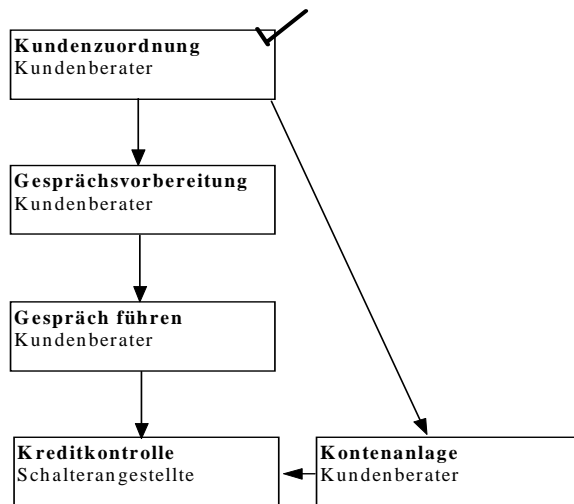 Kundenzuordnung
Kundenberater
Gesprächsvorbereitung
Kundenberater
Gespräch führen
Kundenberater
Kreditkontrolle
Schalterangestellte
Kontenanlage
Kundenberater